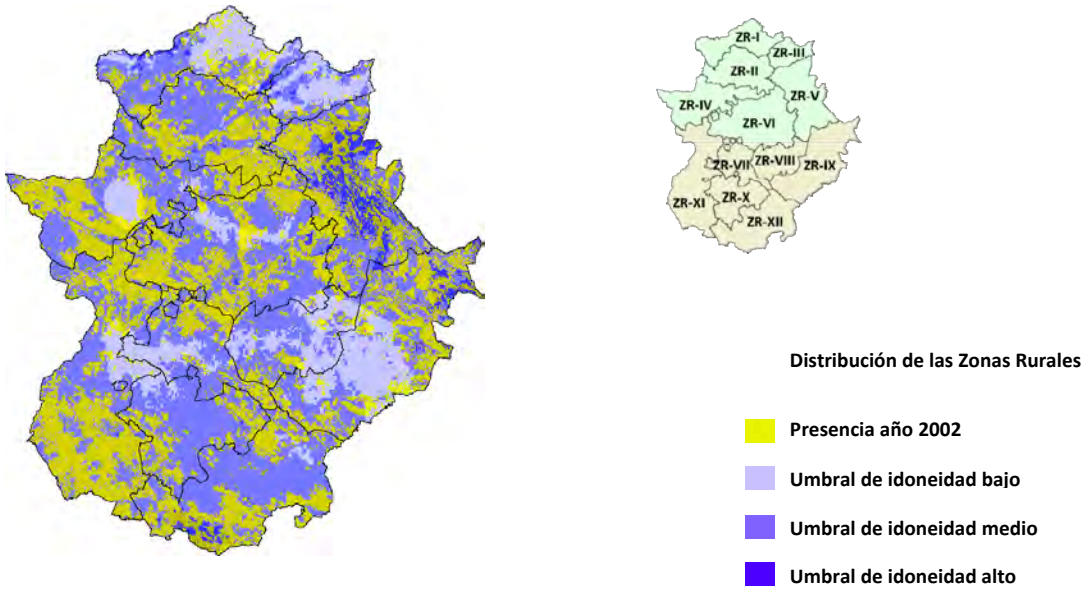 ZR-I
ZR-III
ZR-II
ZR-V
ZR-IV
ZR-VI
ZR-VII
ZR-VIII
ZR-IX
ZR-XI
ZR-X
ZR-XII
Distribución de las Zonas Rurales
Presencia año 2002
Umbral de idoneidad bajo
Umbral de idoneidad medio
Umbral de idoneidad alto